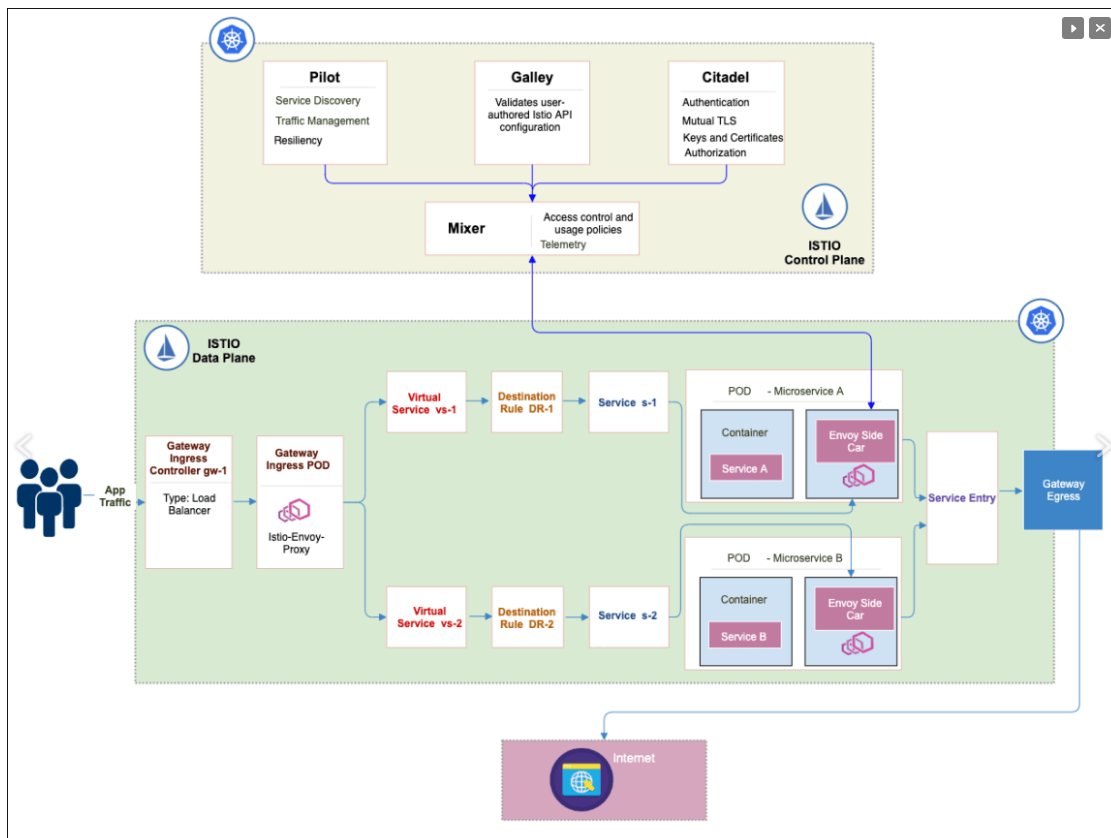 Pilot
Service Discovery
Traffic Management
Resiliency
Galley
Validates user-
authored Istio API
configuration
Citadel
Authentication
Mutual TLS
Keys and Certificates
Authorization
Mixer
Access control and
usage policies
Telemetry
ISTIO
Control Plane
ISTIO
Data Plane
App
Traffic
Gateway
Ingress
Controller gw-1
Type: Load
Balancer
Gateway
Ingress POD
Istio-Envoy-
Proxy
Virtual
Service vs-1
Destination
Rule DR-1
Service s-1
POD - Microservice A
Container
Service A
Envoy Side
Car
Virtual
Service vs-2
Destination
Rule DR-2
Service s-2
POD - Microservice B
Container
Service B
Envoy Side
Car
Service Entry
Gateway
Egress
Internet